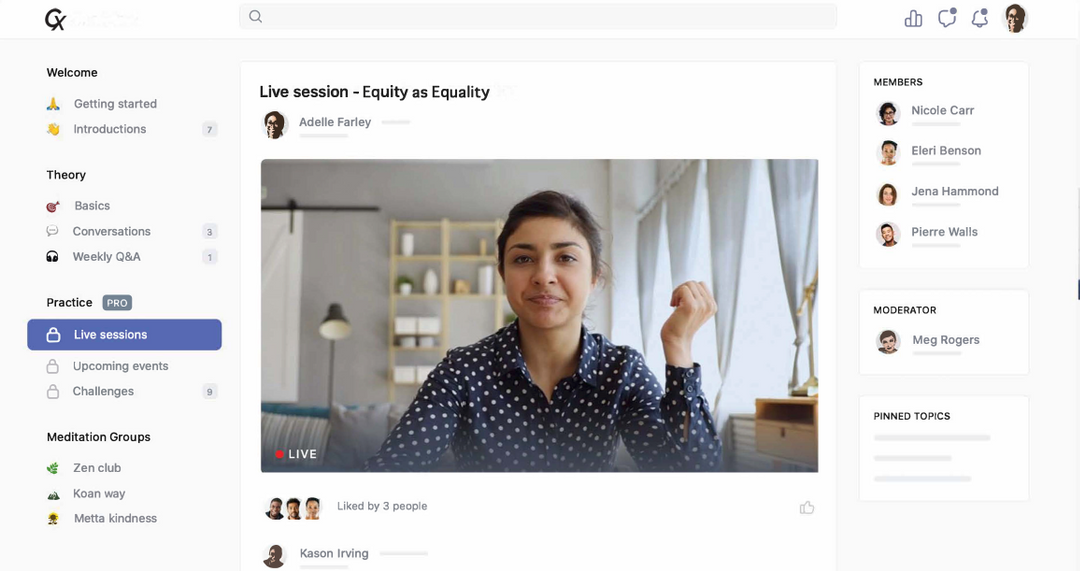 Cx
Welcome
Getting started
Introductions 7
Theory
Basics
Conversations 3
Weekly Q&A 1
Practice PRO
Live sessions
Upcoming events
Challenges 9
Meditation Groups
Zen club
Koan way
Metta kindness
Live session - Equity as Equality
Adelle Farley
LIVE
Liked by 3 people
Kason Irving
MEMBERS
Nicole Carr
Eleri Benson
Jena Hammond
Pierre Walls
MODERATOR
Meg Rogers
PINNED TOPICS